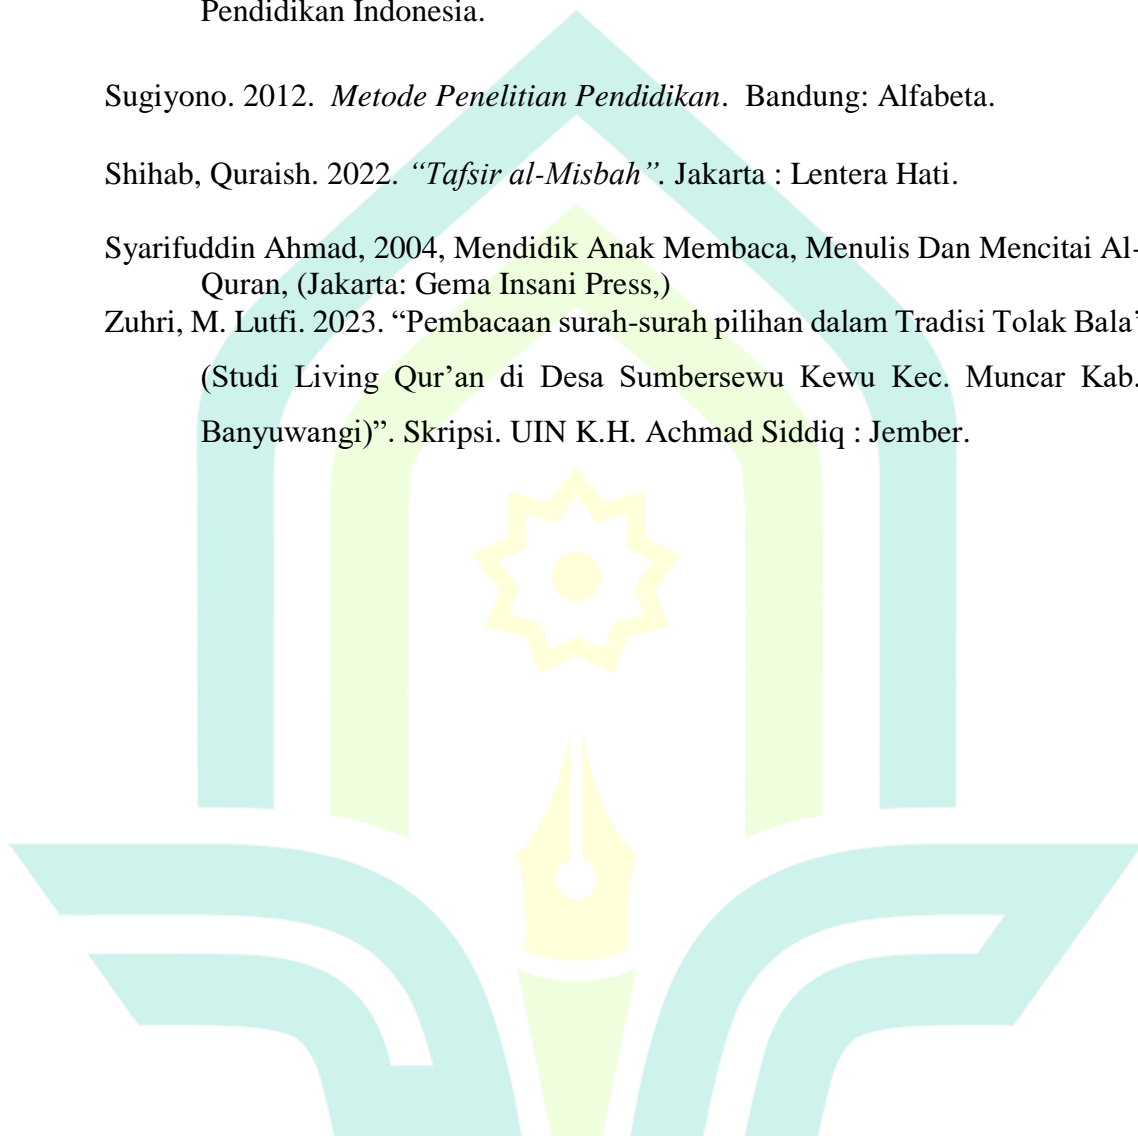 Pendidikan Indonesia.
Sugiyono. 2012. Metode Penelitian Pendidikan. Bandung: Alfabeta.
Shihab, Quraish. 2022. “Tafsir al-Misbah”. Jakarta : Lentera Hati.
Syarifuddin Ahmad, 2004, Mendidik Anak Membaca, Menulis Dan Mencitai Al-
Quran, (Jakarta: Gema Insani Press,)
Zuhri, M. Lutfi. 2023. “Pembacaan surah-surah pilihan dalam Tradisi Tolak Bala”
(Studi Living Qur’an di Desa Sumbersewu Kewu Kec. Muncar Kab.
Banyuwangi)”. Skripsi. UIN K.H. Achmad Siddiq : Jember.